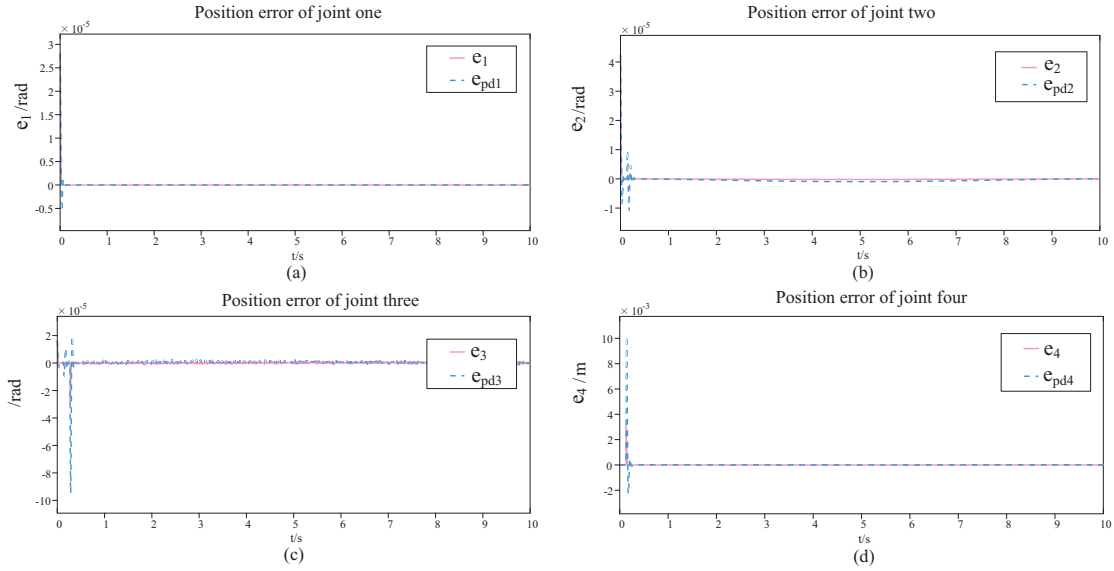 Position error of joint one
× 10⁻⁵
3
2.5
2
1.5
1
0.5
0
-0.5
e₁/rad
e₁
e_pd1
0 1 2 3 4 5 6 7 8 9 10
t/s
(a)
Position error of joint two
× 10⁻⁵
4
3
2
1
0
-1
e₂/rad
e₂
e_pd2
0 1 2 3 4 5 6 7 8 9 10
t/s
(b)
Position error of joint three
× 10⁻⁵
2
0
-2
-4
-6
-8
-10
/rad
e₃
e_pd3
0 1 2 3 4 5 6 7 8 9 10
t/s
(c)
Position error of joint four
× 10⁻³
10
8
6
4
2
0
-2
e₄/m
e₄
e_pd4
0 1 2 3 4 5 6 7 8 9 10
t/s
(d)